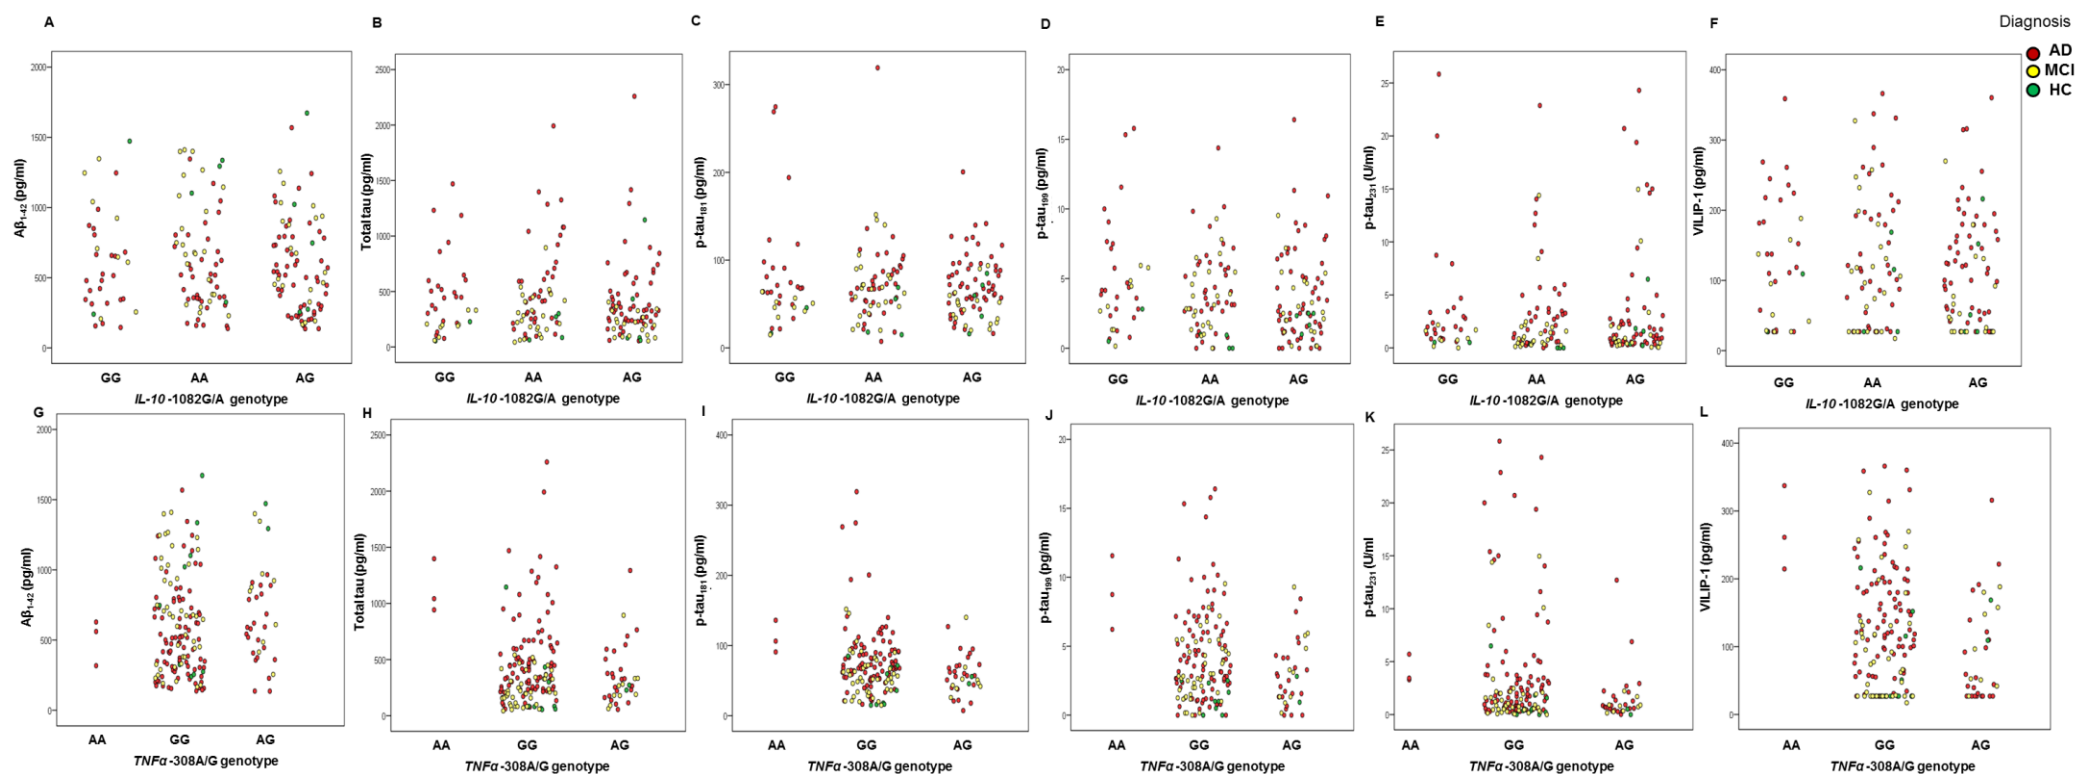 A
B
C
D
E
F
Diagnosis
AD
MCI
HC
Aβ1-42 (pg/ml)
2000
1500
1000
500
0
GG AA AG
IL-10 -1082G/A genotype
Total tau (pg/ml)
2500
2000
1500
1000
500
0
GG AA AG
IL-10 -1082G/A genotype
p-tau181 (pg/ml)
300
200
100
0
GG AA AG
IL-10 -1082G/A genotype
p-tau199 (pg/ml)
20
15
10
5
0
GG AA AG
IL-10 -1082G/A genotype
p-tau231 (U/ml)
25
20
15
10
5
0
GG AA AG
IL-10 -1082G/A genotype
VILIP-1 (pg/ml)
400
300
200
100
0
GG AA AG
IL-10 -1082G/A genotype
G
H
I
J
K
L
Aβ1-42 (pg/ml)
2000
1500
1000
500
0
AA GG AG
TNFα -308A/G genotype
Total tau (pg/ml)
2500
2000
1500
1000
500
0
AA GG AG
TNFα -308A/G genotype
p-tau181 (pg/ml)
400
300
200
100
0
AA GG AG
TNFα -308A/G genotype
p-tau199 (pg/ml)
20
15
10
5
0
AA GG AG
TNFα -308A/G genotype
p-tau231 (U/ml
25
20
15
10
5
0
AA GG AG
TNFα -308A/G genotype
VILIP-1 (pg/ml)
400
300
200
100
0
AA GG AG
TNFα -308A/G genotype